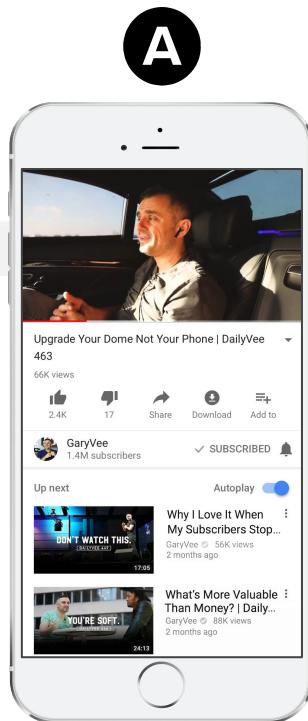 A
Upgrade Your Dome Not Your Phone | DailyVee
463
66K views
2.4K
17
Share
Download
Add to
GaryVee
1.4M subscribers
SUBSCRIBED
Up next
Autoplay
DON'T WATCH THIS.
DAILYVEE 447
17:05
Why I Love It When
My Subscribers Stop...
GaryVee
56K views
2 months ago
YOU'RE SOFT.
24:13
What's More Valuable
Than Money? | Daily...
GaryVee
88K views
2 months ago